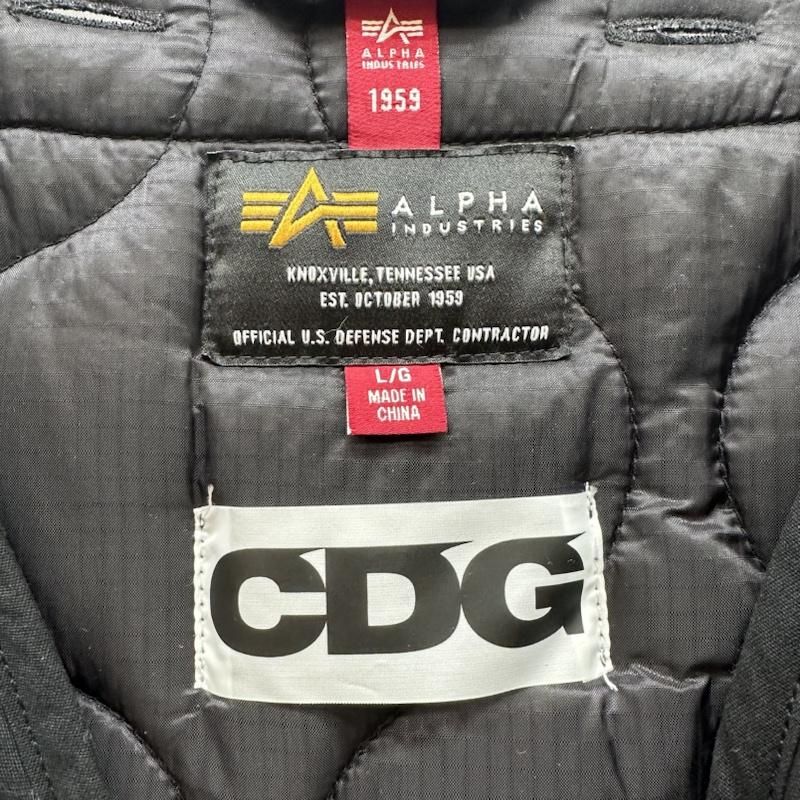 ALPHA
INDUSTRIES
1959
ALPHA
INDUSTRIES
KNOXVILLE, TENNESSEE USA
EST. OCTOBER 1959
OFFICIAL U.S. DEFENSE DEPT. CONTRACTOR
L/G
MADE IN
CHINA
CDG